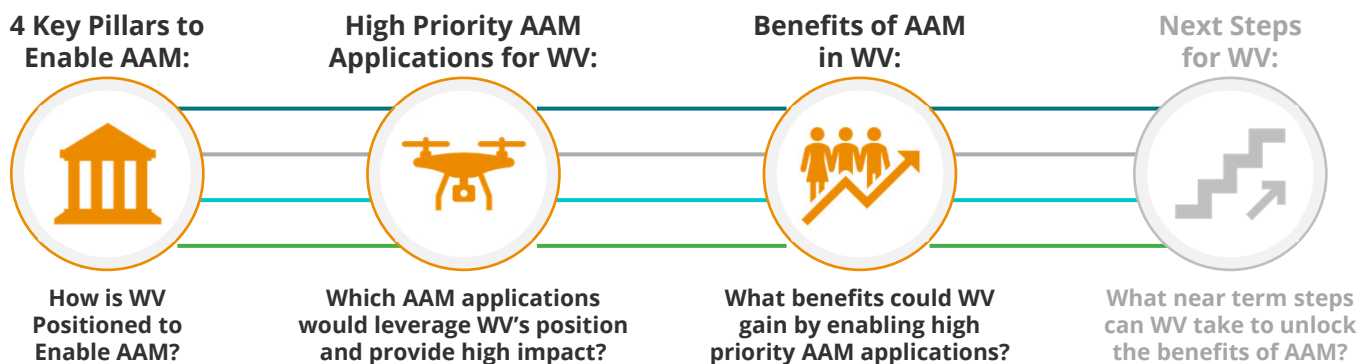 4 Key Pillars to
Enable AAM:
High Priority AAM
Applications for WV:
Benefits of AAM
in WV:
Next Steps
for WV:
How is WV
Positioned to
Enable AAM?
Which AAM applications
would leverage WV's position
and provide high impact?
What benefits could WV
gain by enabling high
priority AAM applications?
What near term steps
can WV take to unlock
the benefits of AAM?